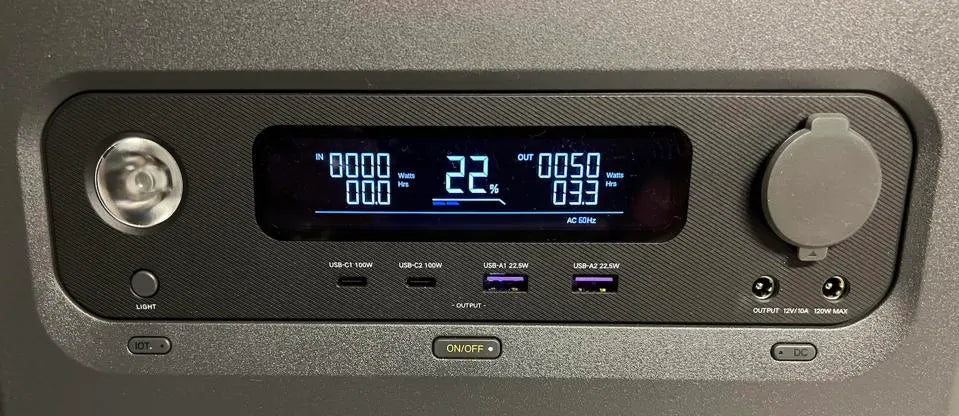 IN 0000 Watts
00.0 Hrs
22 %
OUT 0050 Watts
03.3 Hrs
AC 60Hz
USB-C1 100W
USB-C2 100W
USB-A1 22.5W
USB-A2 22.5W
- OUTPUT -
LIGHT
OUTPUT 12V/10A 120W MAX
IOT
ON/OFF
DC